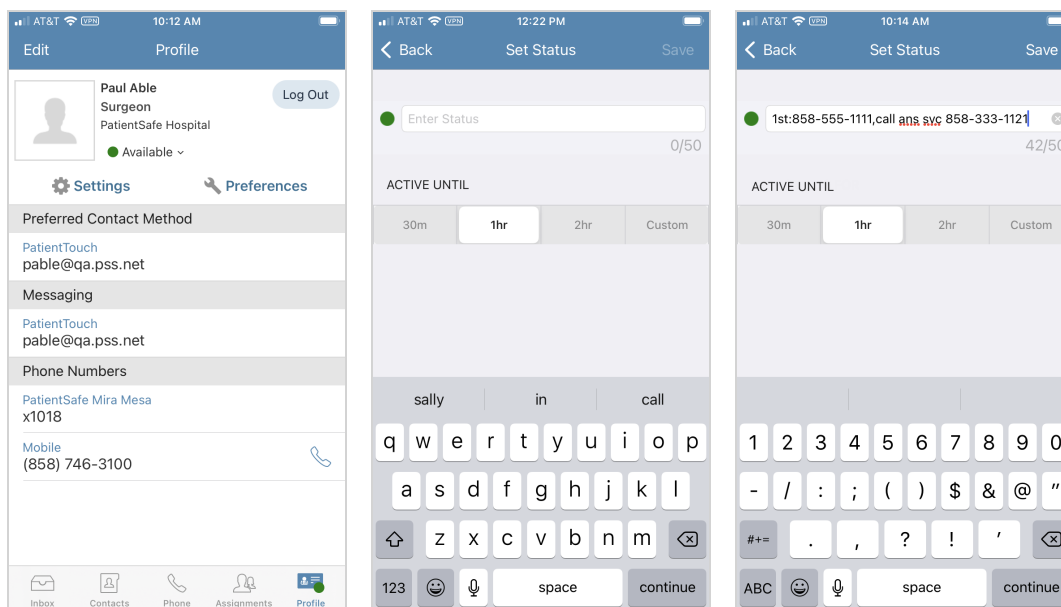 AT&T VPN 10:12 AM
Edit Profile
Paul Able
Surgeon
PatientSafe Hospital
Available
Log Out
Settings Preferences
Preferred Contact Method
PatientTouch
pable@qa.pss.net
Messaging
PatientTouch
pable@qa.pss.net
Phone Numbers
PatientSafe Mira Mesa
x1018
Mobile
(858) 746-3100
Inbox Contacts Phone Assignments Profile
AT&T VPN 12:22 PM
Back Set Status Save
Enter Status
0/50
ACTIVE UNTIL
30m 1hr 2hr Custom
sally in call
q w e r t y u i o p
a s d f g h j k l
z x c v b n m
123 space continue
AT&T VPN 10:14 AM
Back Set Status Save
1st:858-555-1111,call ans svc 858-333-1121
42/50
ACTIVE UNTIL
30m 1hr 2hr Custom
1 2 3 4 5 6 7 8 9 0
- / : ; ( ) $ & @ "
#+= . , ? ! '
ABC space continue